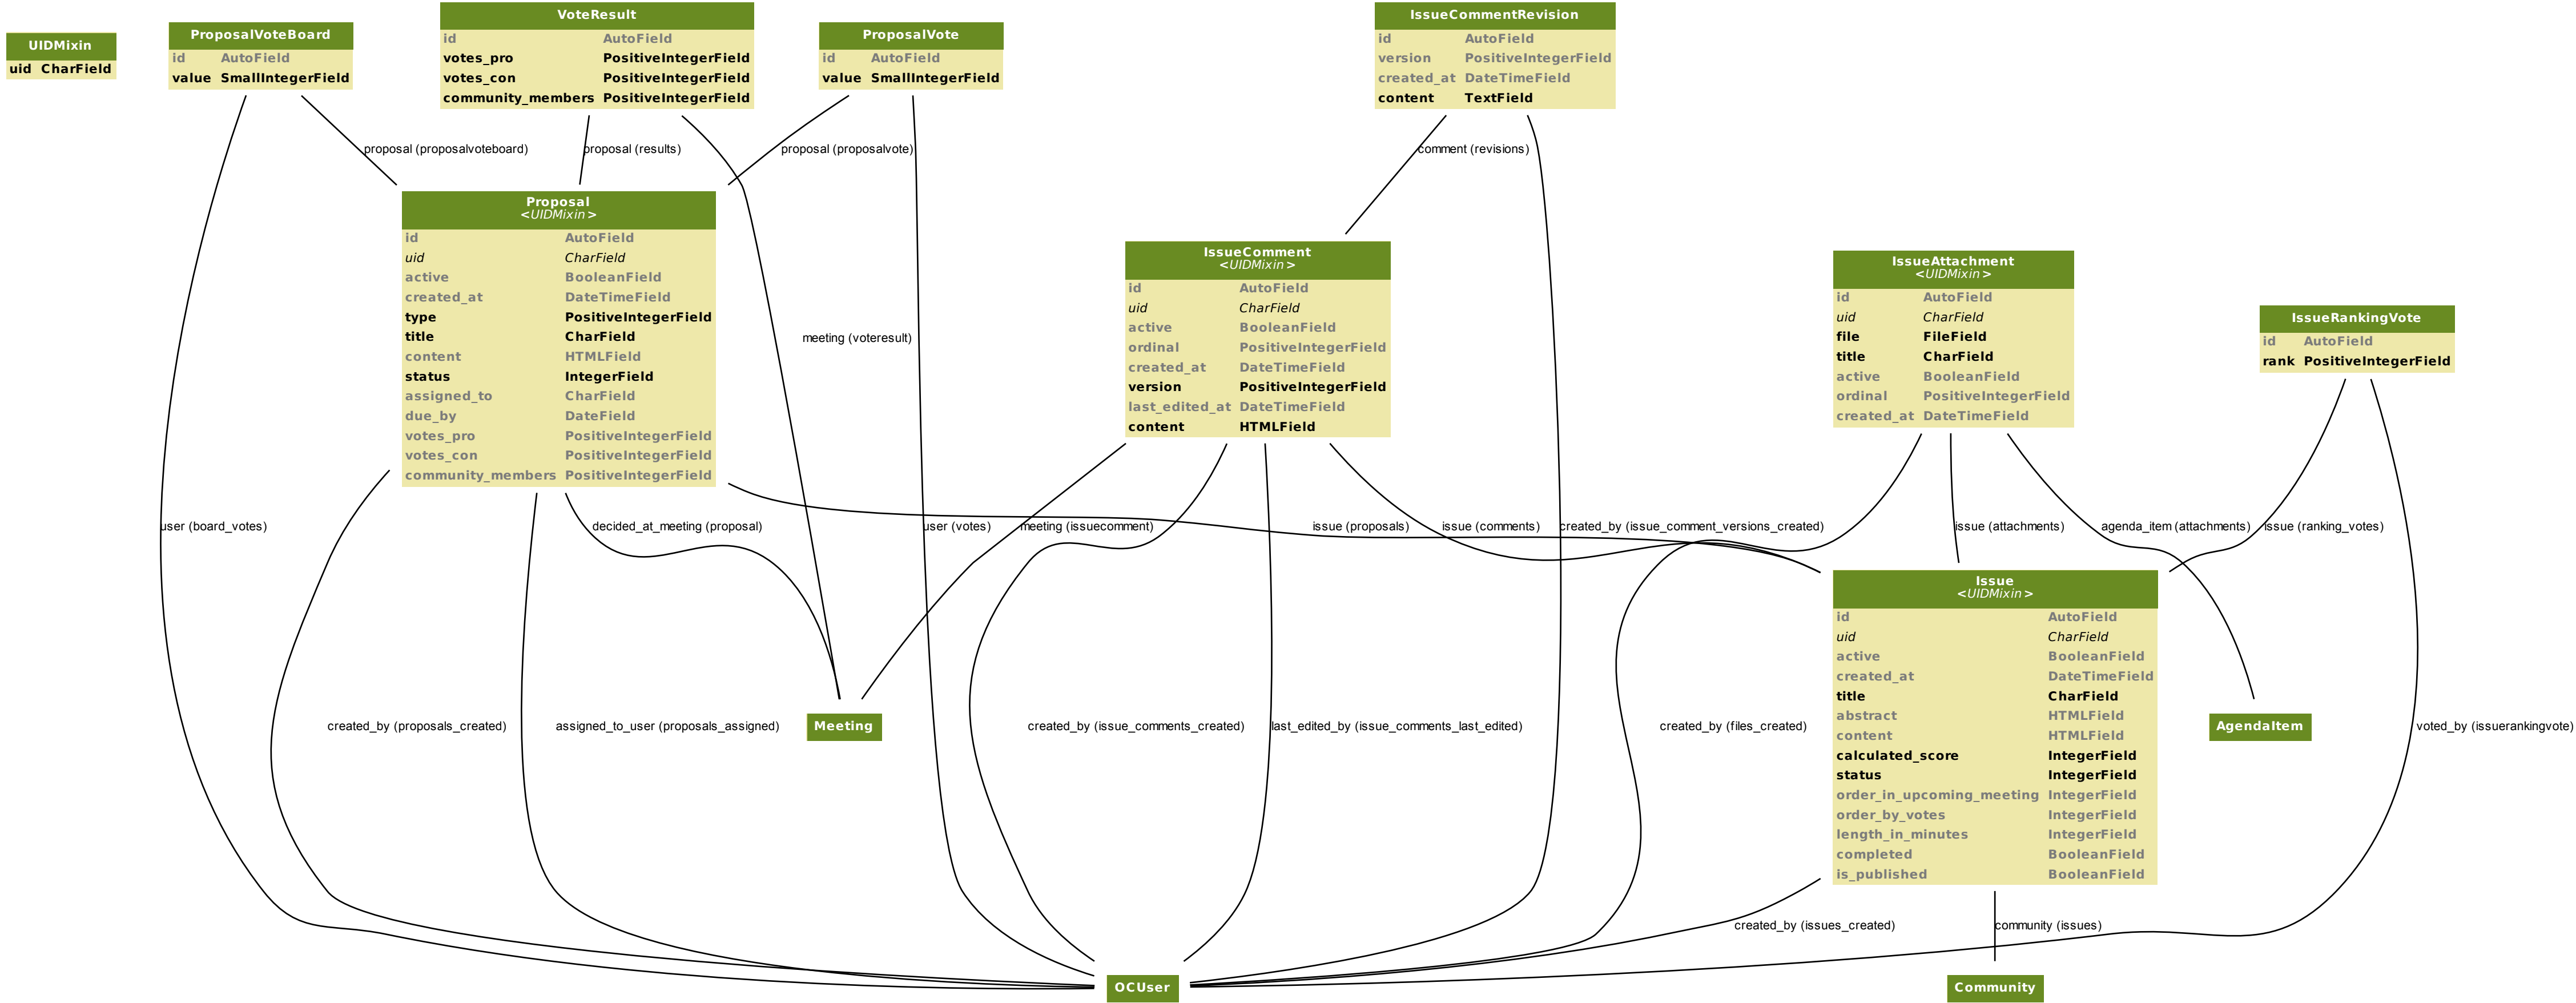 UIDMixin
uid CharField
ProposalVoteBoard
id AutoField
value SmallIntegerField
VoteResult
id AutoField
votes_pro PositiveIntegerField
votes_con PositiveIntegerField
community_members PositiveIntegerField
ProposalVote
id AutoField
value SmallIntegerField
IssueCommentRevision
id AutoField
version PositiveIntegerField
created_at DateTimeField
content TextField
proposal (proposalvoteboard)
proposal (results)
proposal (proposalvote)
comment (revisions)
Proposal
<UIDMixin>
id AutoField
uid CharField
active BooleanField
created_at DateTimeField
type PositiveIntegerField
title CharField
content HTMLField
status IntegerField
assigned_to CharField
due_by DateField
votes_pro PositiveIntegerField
votes_con PositiveIntegerField
community_members PositiveIntegerField
meeting (voteresult)
IssueComment
<UIDMixin>
id AutoField
uid CharField
active BooleanField
ordinal PositiveIntegerField
created_at DateTimeField
version PositiveIntegerField
last_edited_at DateTimeField
content HTMLField
IssueAttachment
<UIDMixin>
id AutoField
uid CharField
file FileField
title CharField
active BooleanField
ordinal PositiveIntegerField
created_at DateTimeField
IssueRankingVote
id AutoField
rank PositiveIntegerField
user (board_votes)
decided_at_meeting (proposal)
user (votes)
meeting (issuecomment)
issue (proposals)
issue (comments)
created_by (issue_comment_versions_created)
issue (attachments)
agenda_item (attachments)
issue (ranking_votes)
Issue
<UIDMixin>
id AutoField
uid CharField
active BooleanField
created_at DateTimeField
title CharField
abstract HTMLField
content HTMLField
calculated_score IntegerField
status IntegerField
order_in_upcoming_meeting IntegerField
order_by_votes IntegerField
length_in_minutes IntegerField
completed BooleanField
is_published BooleanField
created_by (proposals_created)
assigned_to_user (proposals_assigned)
Meeting
created_by (issue_comments_created)
last_edited_by (issue_comments_last_edited)
created_by (files_created)
AgendaItem
voted_by (issuerankingvote)
created_by (issues_created)
community (issues)
OCUser
Community